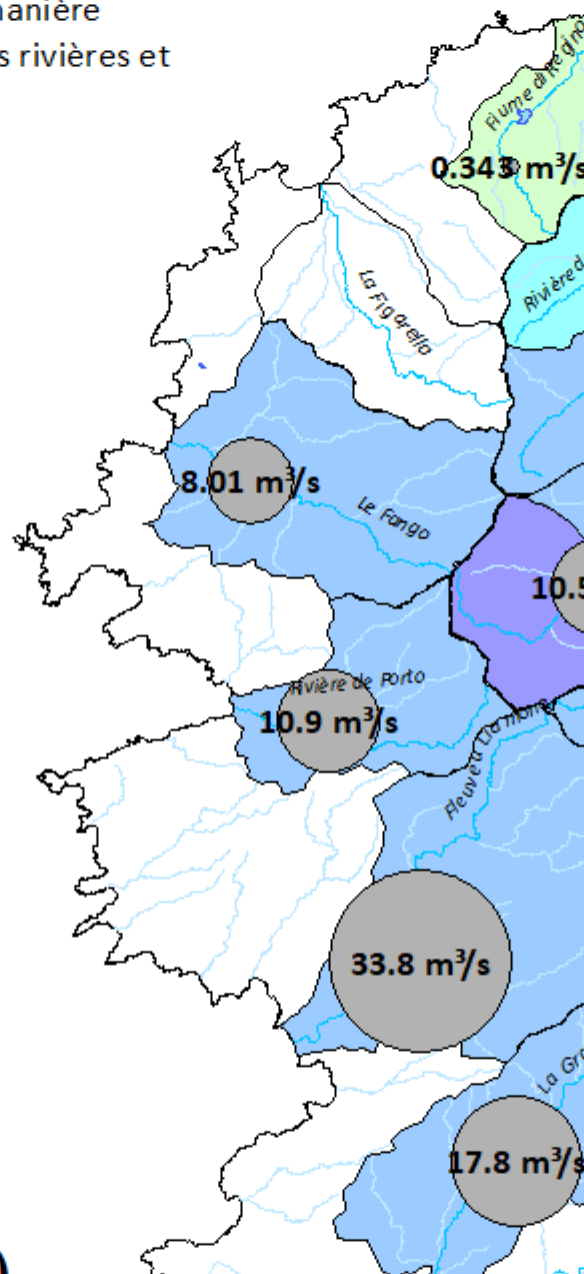 manière
s rivières et
Fiume di Regino
0.343 m³/s
Rivière d
La Figarella
8.01 m³/s
Le Fango
10.5
Rivière de Porto
10.9 m³/s
Fleuve Liamone
33.8 m³/s
La Gra
17.8 m³/s
)